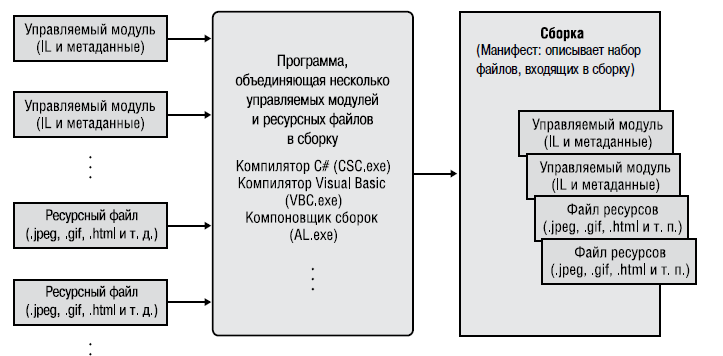 Управляемый модуль
(IL и метаданные)
Управляемый модуль
(IL и метаданные)
Ресурсный файл
(.jpeg, .gif, .html и т. д.)
Ресурсный файл
(.jpeg, .gif, .html и т. д.)
Программа,
объединяющая несколько
управляемых модулей
и ресурсных файлов
в сборку
Компилятор C# (CSC.exe)
Компилятор Visual Basic
(VBC.exe)
Компоновщик сборок
(AL.exe)
Сборка
(Манифест: описывает набор
файлов, входящих в сборку)
Управляемый модуль
(IL и метаданные)
Управляемый модуль
(IL и метаданные)
Файл ресурсов
(.jpeg, .gif, .html и т. п.)
Файл ресурсов
(.jpeg, .gif, .html и т. п.)